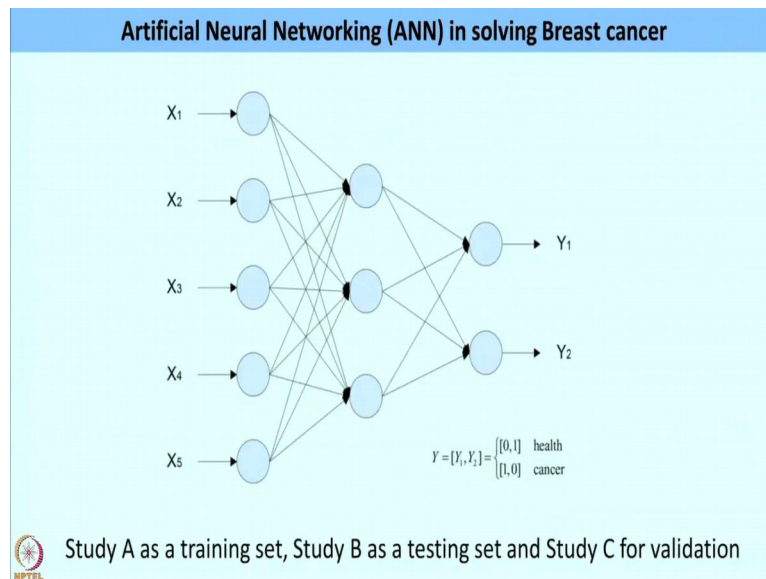 Artificial Neural Networking (ANN) in solving Breast cancer
X1
X2
X3
X4
X5
Y1
Y2
Y = [Y1, Y2] = { [0,1] health
[1,0] cancer
Study A as a training set, Study B as a testing set and Study C for validation
NPTEL